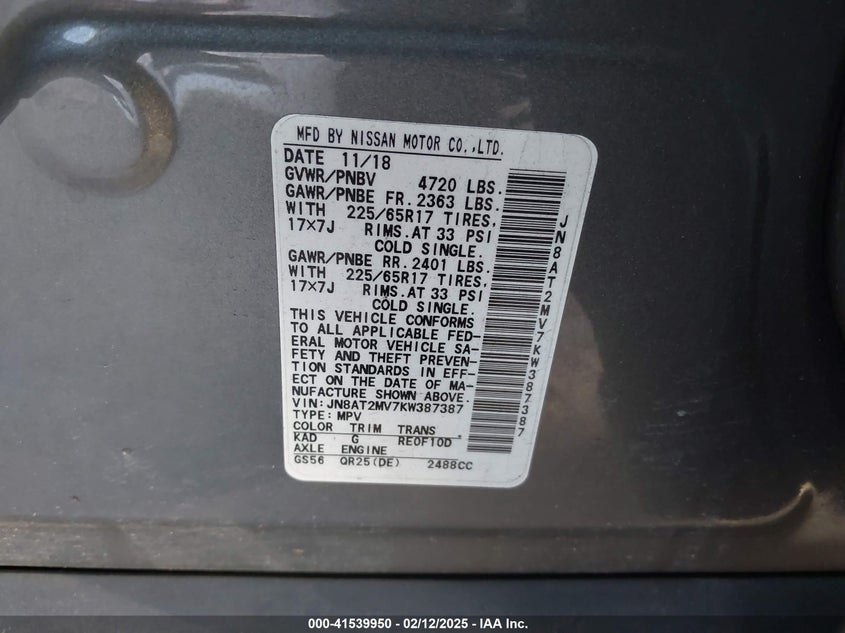 MFD BY NISSAN MOTOR CO.,LTD.
DATE 11/18
GVWR/PNBV 4720 LBS.
GAWR/PNBE FR. 2363 LBS.
WITH 225/65R17 TIRES,
17×7J RIMS. AT 33 PSI
COLD SINGLE.
GAWR/PNBE RR. 2401 LBS.
WITH 225/65R17 TIRES,
17×7J RIMS. AT 33 PSI
COLD SINGLE.
THIS VEHICLE CONFORMS
TO ALL APPLICABLE FED-
ERAL MOTOR VEHICLE SA-
FETY AND THEFT PREVEN-
TION STANDARDS IN EFF-
ECT ON THE DATE OF MA-
NUFACTURE SHOWN ABOVE.
VIN: JN8AT2MV7KW387387
TYPE: MPV
COLOR TRIM TRANS
KAD G RE0F10D
AXLE ENGINE
GS56 QR25(DE) 2488CC
JN8AT2MV7KW387387
000-41539950 - 02/12/2025 - IAA Inc.